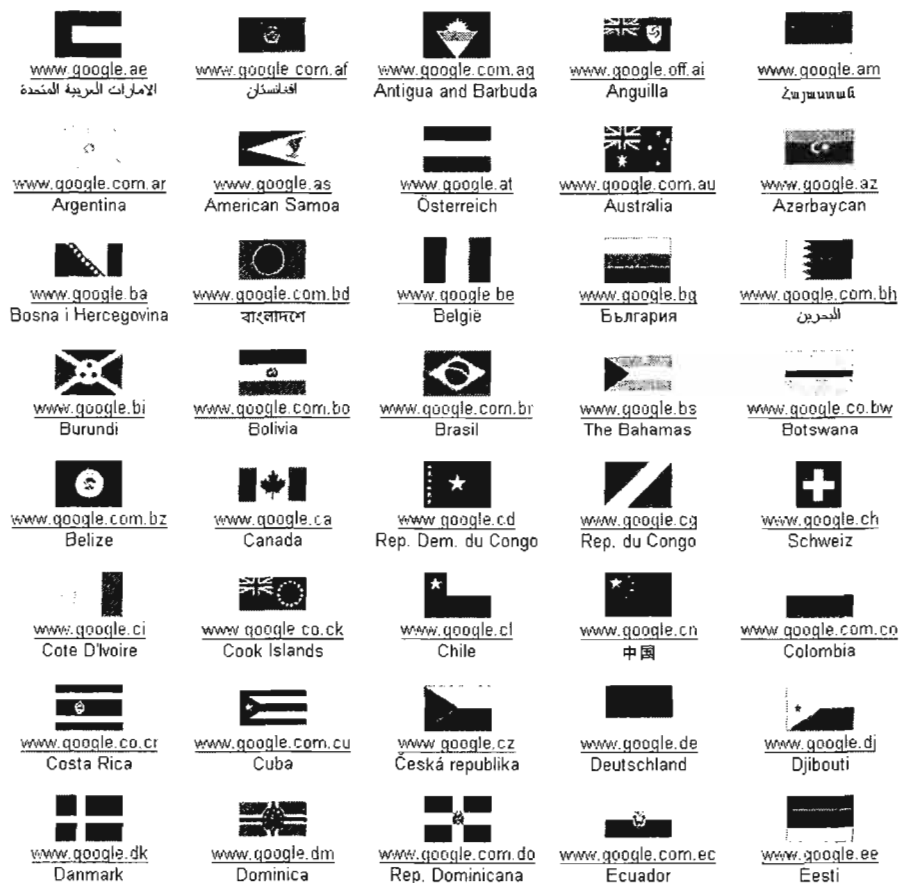 www.google.ae www.google.com.af www.google.com.ag www.google.off.ai www.google.am
الامارات العربية المتحدة افغانستان Antigua and Barbuda Anguilla Հայաստան
www.google.com.ar www.google.as www.google.at www.google.com.au www.google.az
Argentina American Samoa Österreich Australia Azərbaycan
www.google.ba www.google.com.bd www.google.be www.google.bg www.google.com.bh
Bosna i Hercegovina বাংলাদেশ België България البحرين
www.google.bi www.google.com.bo www.google.com.br www.google.bs www.google.co.bw
Burundi Bolivia Brasil The Bahamas Botswana
www.google.com.bz www.google.ca www.google.cd www.google.cg www.google.ch
Belize Canada Rep. Dem. du Congo Rep. du Congo Schweiz
www.google.ci www.google.co.ck www.google.cl www.google.cn www.google.com.co
Cote D'Ivoire Cook Islands Chile 中国 Colombia
www.google.co.cr www.google.com.cu www.google.cz www.google.de www.google.dj
Costa Rica Cuba Česká republika Deutschland Djibouti
www.google.dk www.google.dm www.google.com.do www.google.com.ec www.google.ee
Danmark Dominica Rep. Dominicana Ecuador Eesti